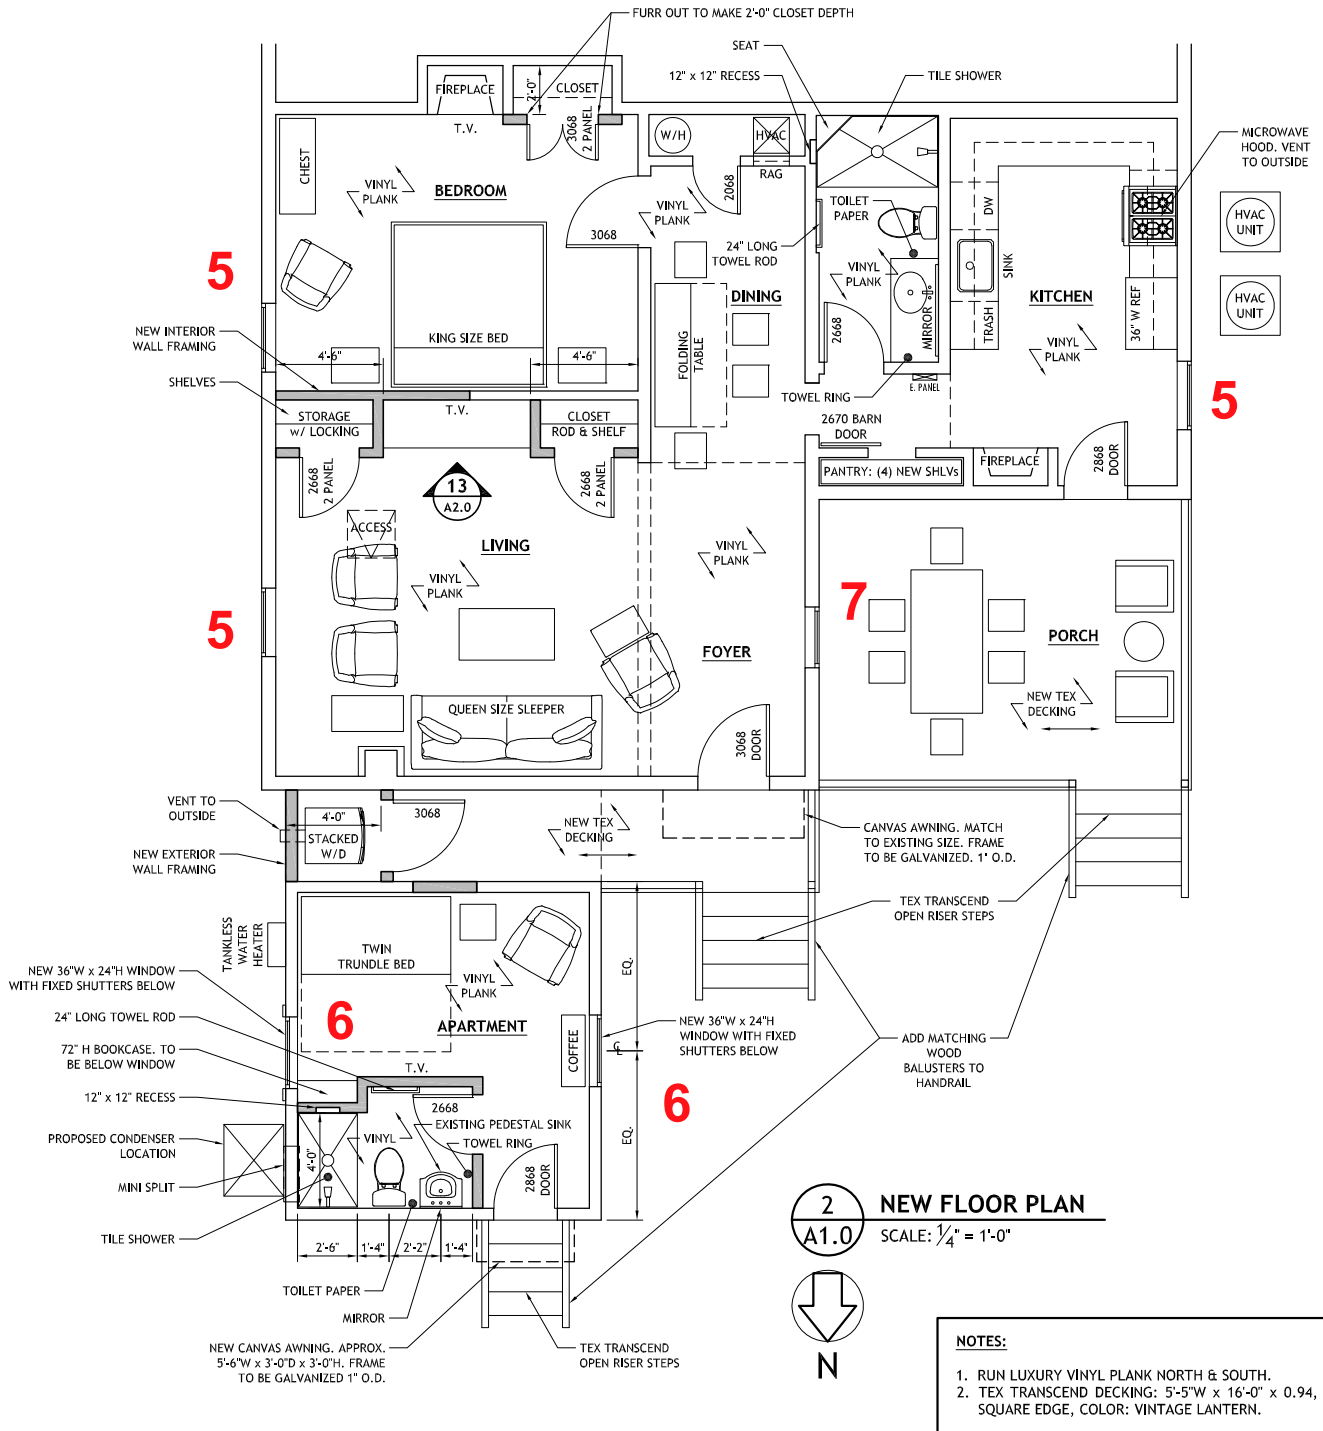 FURR OUT TO MAKE 2'-0" CLOSET DEPTH
SEAT
12" x 12" RECESS
TILE SHOWER
FIREPLACE
2'-0"
CLOSET
T.V.
3068
2 PANEL
W/H
HVAC
RAG
MICROWAVE
HOOD. VENT
TO OUTSIDE
CHEST
VINYL
PLANK
BEDROOM
2068
VINYL
PLANK
TOILET
PAPER
DW
HVAC
UNIT
3068
24" LONG
TOWEL ROD
5
VINYL
PLANK
SINK
DINING
KITCHEN
HVAC
UNIT
NEW INTERIOR
WALL FRAMING
KING SIZE BED
FOLDING
TABLE
2668
MIRROR
TRASH
36" W REF
VINYL
PLANK
4'-6"
4'-6"
SHELVES
TOWEL RING
E. PANEL
5
STORAGE
w/ LOCKING
T.V.
CLOSET
ROD & SHELF
2670 BARN
DOOR
2668
2 PANEL
13
A2.0
2668
2 PANEL
PANTRY: (4) NEW SHLVs
FIREPLACE
2868
DOOR
ACCESS
LIVING
VINYL
PLANK
VINYL
PLANK
5
7
FOYER
PORCH
QUEEN SIZE SLEEPER
NEW TEX
DECKING
3068
DOOR
VENT TO
OUTSIDE
4'-0"
STACKED
W/D
3068
NEW TEX
DECKING
CANVAS AWNING. MATCH
TO EXISTING SIZE. FRAME
TO BE GALVANIZED. 1" O.D.
NEW EXTERIOR
WALL FRAMING
TEX TRANSCEND
OPEN RISER STEPS
TANKLESS
WATER
HEATER
TWIN
TRUNDLE BED
EQ.
NEW 36"W x 24"H WINDOW
WITH FIXED SHUTTERS BELOW
VINYL
PLANK
24" LONG TOWEL ROD
6
APARTMENT
COFFEE
NEW 36"W x 24"H
WINDOW WITH FIXED
SHUTTERS BELOW
ADD MATCHING
WOOD
BALUSTERS TO
HANDRAIL
72" H BOOKCASE. TO
BE BELOW WINDOW
T.V.
CL
12" x 12" RECESS
2668
6
PROPOSED CONDENSER
LOCATION
VINYL
EXISTING PEDESTAL SINK
TOWEL RING
EQ.
4'-0"
MINI SPLIT
2868
DOOR
TILE SHOWER
2'-6"
1'-4"
2'-2"
1'-4"
TOILET PAPER
MIRROR
NEW CANVAS AWNING. APPROX.
5'-6"W x 3'-0"D x 3'-0"H. FRAME
TO BE GALVANIZED 1" O.D.
TEX TRANSCEND
OPEN RISER STEPS
2
A1.0
NEW FLOOR PLAN
SCALE: 1/4" = 1'-0"
N
NOTES:
1. RUN LUXURY VINYL PLANK NORTH & SOUTH.
2. TEX TRANSCEND DECKING: 5'-5"W x 16'-0" x 0.94,
SQUARE EDGE, COLOR: VINTAGE LANTERN.